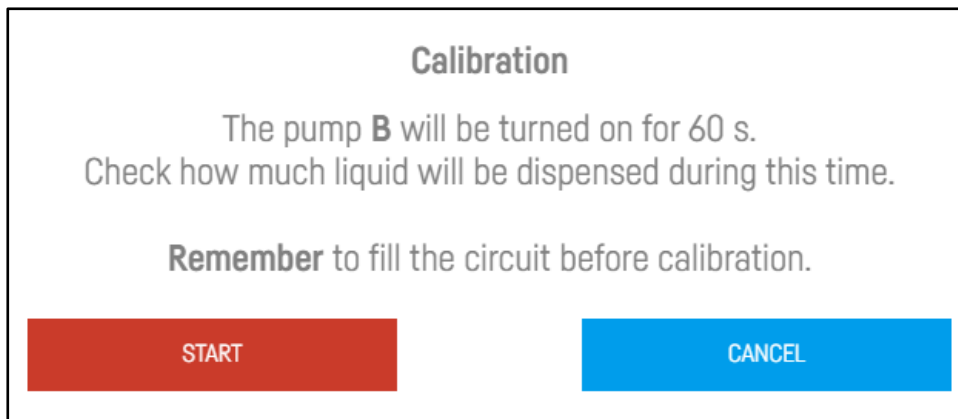 Calibration
The pump B will be turned on for 60 s.
Check how much liquid will be dispensed during this time.
Remember to fill the circuit before calibration.
START
CANCEL